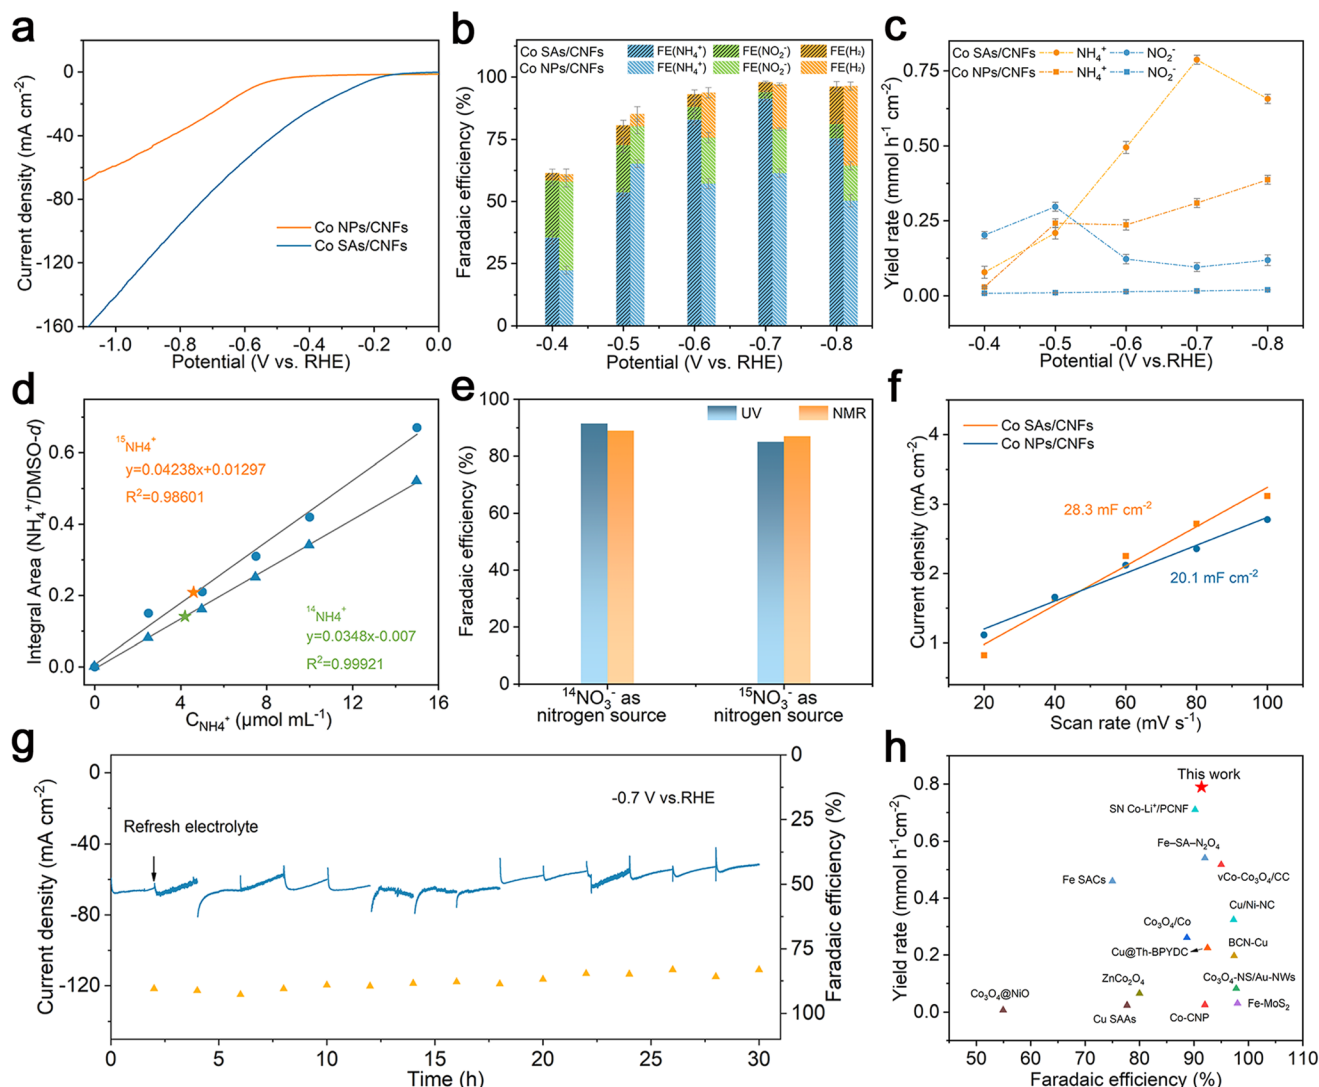 a
Current density (mA cm⁻²)
0
-40
-80
-120
-160
Co NPs/CNFs
Co SAs/CNFs
-1.0 -0.8 -0.6 -0.4 -0.2 0.0
Potential (V vs. RHE)
b
Faradaic efficiency (%)
100
75
50
25
0
Co SAs/CNFs FE(NH₄⁺) FE(NO₂⁻) FE(H₂)
Co NPs/CNFs FE(NH₄⁺) FE(NO₂⁻) FE(H₂)
-0.4 -0.5 -0.6 -0.7 -0.8
Potential (V vs. RHE)
c
Yield rate (mmol h⁻¹ cm⁻²)
0.75
0.50
0.25
0.00
Co SAs/CNFs NH₄⁺ NO₂⁻
Co NPs/CNFs NH₄⁺ NO₂⁻
-0.4 -0.5 -0.6 -0.7 -0.8
Potential (V vs.RHE)
d
Integral Area (NH₄⁺/DMSO-d)
0.6
0.4
0.2
0.0
¹⁵NH4⁺
y=0.04238x+0.01297
R²=0.98601
¹⁴NH4⁺
y=0.0348x-0.007
R²=0.99921
0 4 8 12 16
C_NH4⁺ (μmol mL⁻¹)
e
Faradaic efficiency (%)
100
80
60
40
20
0
UV NMR
¹⁴NO₃⁻ as
nitrogen source
¹⁵NO₃⁻ as
nitrogen source
f
Current density (mA cm⁻²)
4
3
2
1
Co SAs/CNFs
Co NPs/CNFs
28.3 mF cm⁻²
20.1 mF cm⁻²
20 40 60 80 100
Scan rate (mV s⁻¹)
g
Current density (mA cm⁻²)
0
-40
-80
-120
-0.7 V vs.RHE
Refresh electrolyte
0
25
50
75
100
Faradaic efficiency (%)
0 5 10 15 20 25 30
Time (h)
h
Yield rate (mmol h⁻¹cm⁻²)
0.8
0.6
0.4
0.2
0.0
This work
SN Co-Li⁺/PCNF
Fe–SA–N₂O₄
vCo-Co₃O₄/CC
Fe SACs
Cu/Ni-NC
Co₃O₄/Co
Cu@Th-BPYDC
BCN-Cu
ZnCo₂O₄
Co₃O₄-NS/Au-NWs
Co₃O₄@NiO
Cu SAAs
Co-CNP
Fe-MoS₂
50 60 70 80 90 100 110
Faradaic efficiency (%)